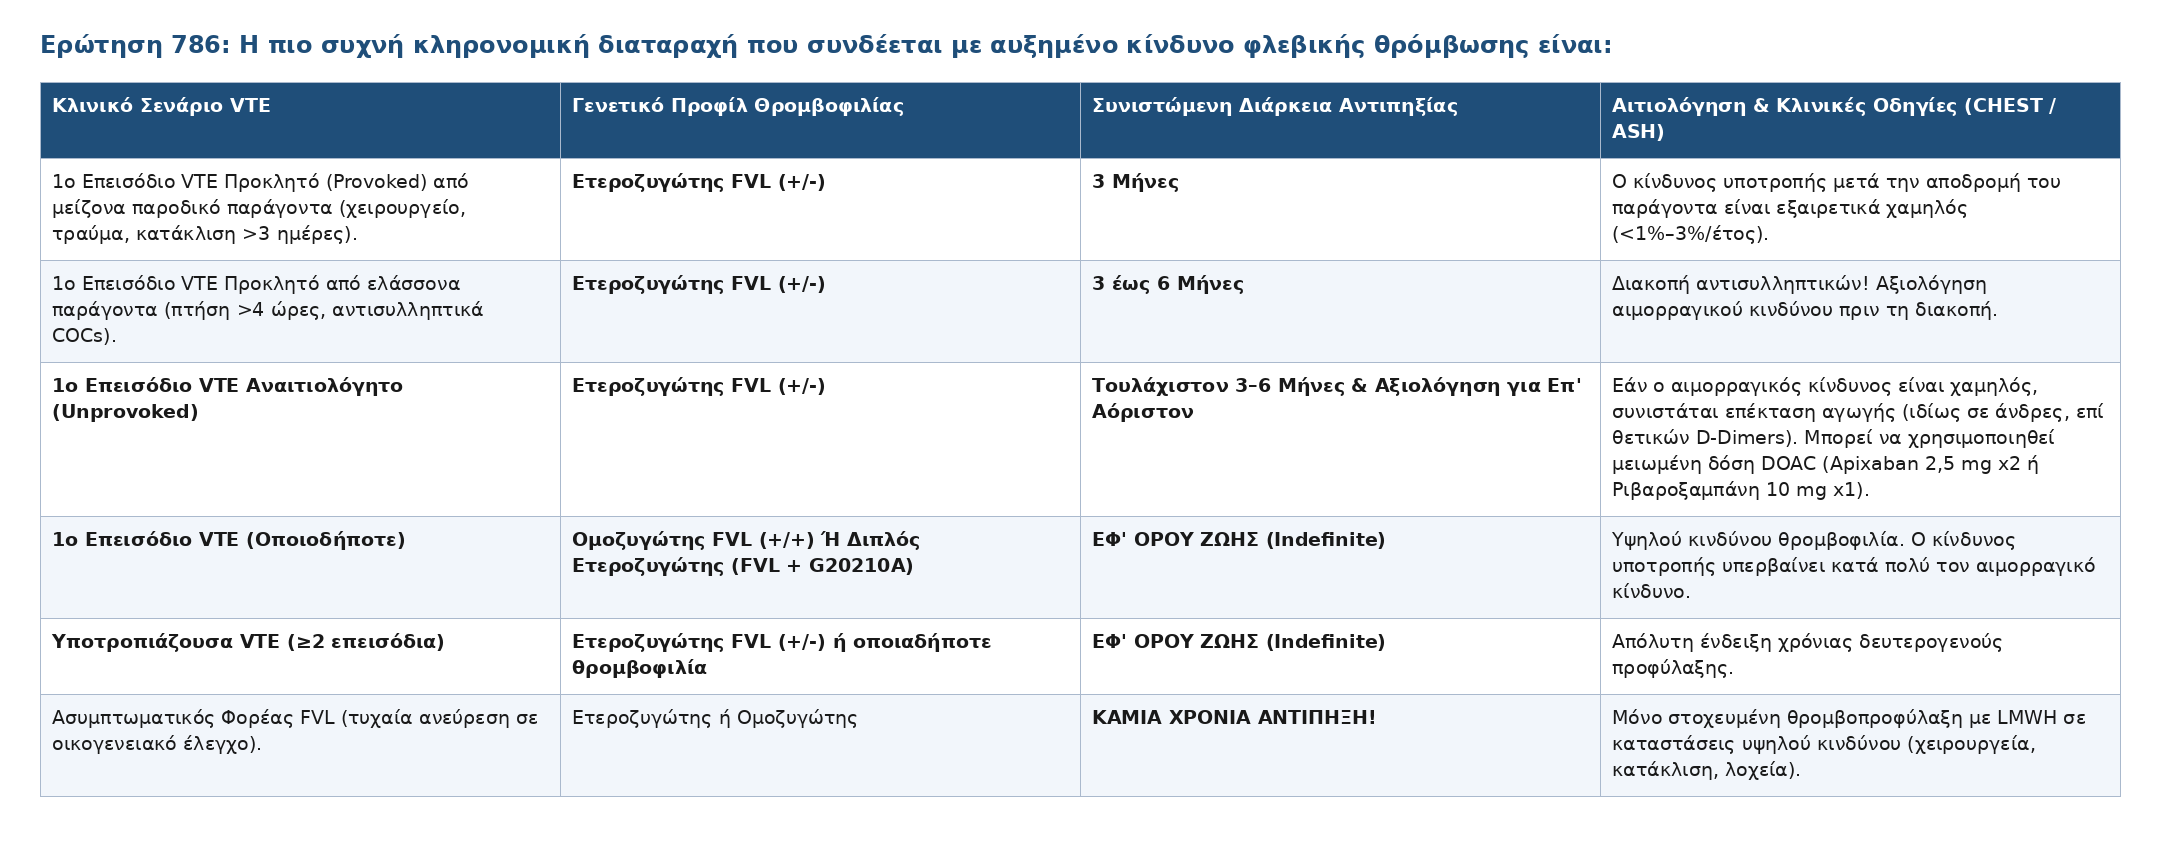 Ερώτηση 786: Η πιο συχνή κληρονομική διαταραχή που συνδέεται με αυξημένο κίνδυνο φλεβικής θρόμβωσης είναι:
Κλινικό Σενάριο VTE
Γενετικό Προφίλ Θρομβοφιλίας
Συνιστώμενη Διάρκεια Αντιπηξίας
Αιτιολόγηση & Κλινικές Οδηγίες (CHEST /
ASH)
1ο Επεισόδιο VTE Προκλητό (Provoked) από
μείζονα παροδικό παράγοντα (χειρουργείο,
τραύμα, κατάκλιση >3 ημέρες).
Ετεροζυγώτης FVL (+/-)
3 Μήνες
Ο κίνδυνος υποτροπής μετά την αποδρομή του
παράγοντα είναι εξαιρετικά χαμηλός
(<1%–3%/έτος).
1ο Επεισόδιο VTE Προκλητό από ελάσσονα
παράγοντα (πτήση >4 ώρες, αντισυλληπτικά
COCs).
Ετεροζυγώτης FVL (+/-)
3 έως 6 Μήνες
Διακοπή αντισυλληπτικών! Αξιολόγηση
αιμορραγικού κινδύνου πριν τη διακοπή.
1ο Επεισόδιο VTE Αναιτιολόγητο
(Unprovoked)
Ετεροζυγώτης FVL (+/-)
Τουλάχιστον 3–6 Μήνες & Αξιολόγηση για Επ'
Αόριστον
Εάν ο αιμορραγικός κίνδυνος είναι χαμηλός,
συνιστάται επέκταση αγωγής (ιδίως σε άνδρες, επί
θετικών D-Dimers). Μπορεί να χρησιμοποιηθεί
μειωμένη δόση DOAC (Apixaban 2,5 mg x2 ή
Ριβαροξαμπάνη 10 mg x1).
1ο Επεισόδιο VTE (Οποιοδήποτε)
Ομοζυγώτης FVL (+/+) Ή Διπλός
Ετεροζυγώτης (FVL + G20210A)
ΕΦ' ΟΡΟΥ ΖΩΗΣ (Indefinite)
Υψηλού κινδύνου θρομβοφιλία. Ο κίνδυνος
υποτροπής υπερβαίνει κατά πολύ τον αιμορραγικό
κίνδυνο.
Υποτροπιάζουσα VTE (≥2 επεισόδια)
Ετεροζυγώτης FVL (+/-) ή οποιαδήποτε
θρομβοφιλία
ΕΦ' ΟΡΟΥ ΖΩΗΣ (Indefinite)
Απόλυτη ένδειξη χρόνιας δευτερογενούς
προφύλαξης.
Ασυμπτωματικός Φορέας FVL (τυχαία ανεύρεση σε
οικογενειακό έλεγχο).
Ετεροζυγώτης ή Ομοζυγώτης
ΚΑΜΙΑ ΧΡΟΝΙΑ ΑΝΤΙΠΗΞΗ!
Μόνο στοχευμένη θρομβοπροφύλαξη με LMWH σε
καταστάσεις υψηλού κινδύνου (χειρουργεία,
κατάκλιση, λοχεία).